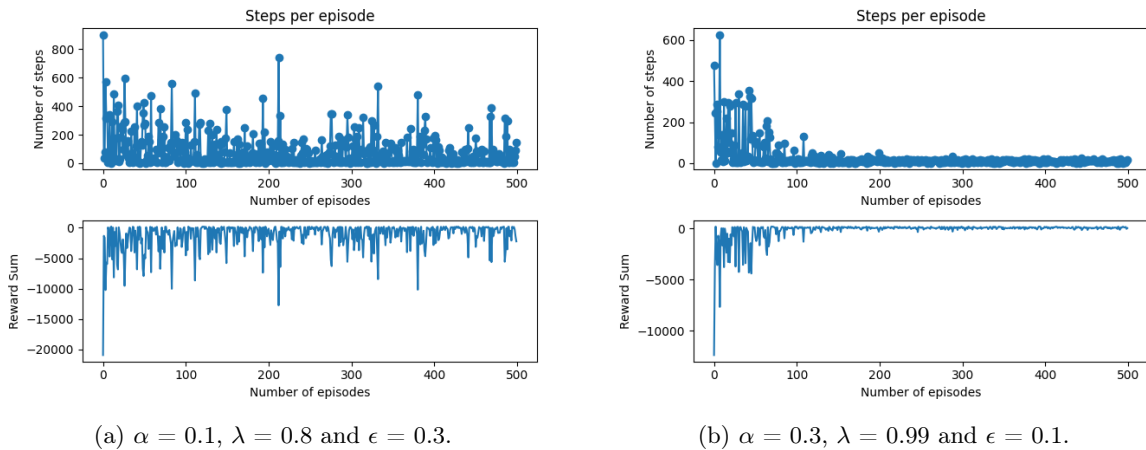 Steps per episode
Number of steps
800
600
400
200
0
0 100 200 300 400 500
Number of episodes
Reward Sum
0
−5000
−10000
−15000
−20000
0 100 200 300 400 500
Number of episodes
(a) α = 0.1, λ = 0.8 and ϵ = 0.3.
Steps per episode
Number of steps
600
400
200
0
0 100 200 300 400 500
Number of episodes
Reward Sum
0
−5000
−10000
0 100 200 300 400 500
Number of episodes
(b) α = 0.3, λ = 0.99 and ϵ = 0.1.